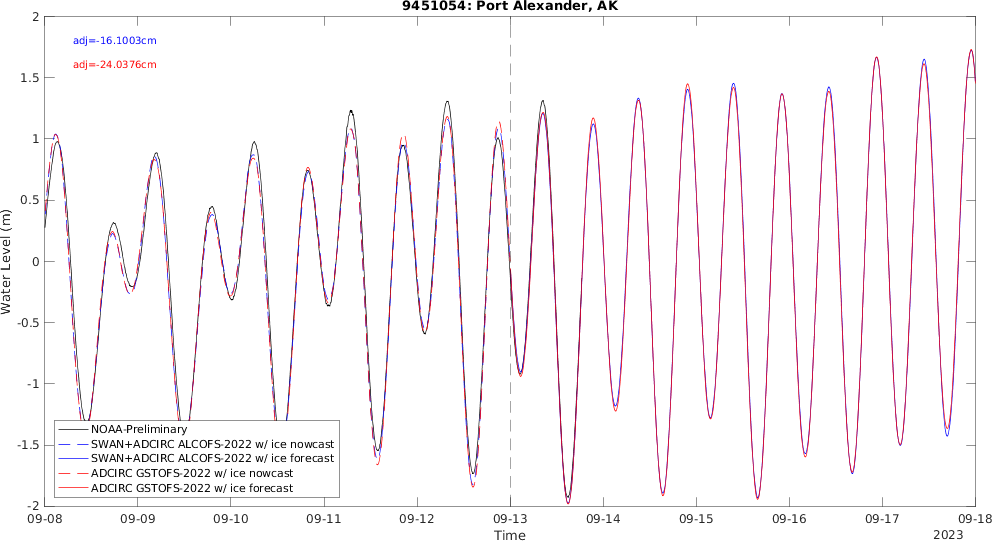 9451054: Port Alexander, AK
adj=-16.1003cm
adj=-24.0376cm
Water Level (m)
2
1.5
1
0.5
0
-0.5
-1
-1.5
-2
NOAA-Preliminary
SWAN+ADCIRC ALCOFS-2022 w/ ice nowcast
SWAN+ADCIRC ALCOFS-2022 w/ ice forecast
ADCIRC GSTOFS-2022 w/ ice nowcast
ADCIRC GSTOFS-2022 w/ ice forecast
09-08 09-09 09-10 09-11 09-12 09-13 09-14 09-15 09-16 09-17 09-18
Time
2023